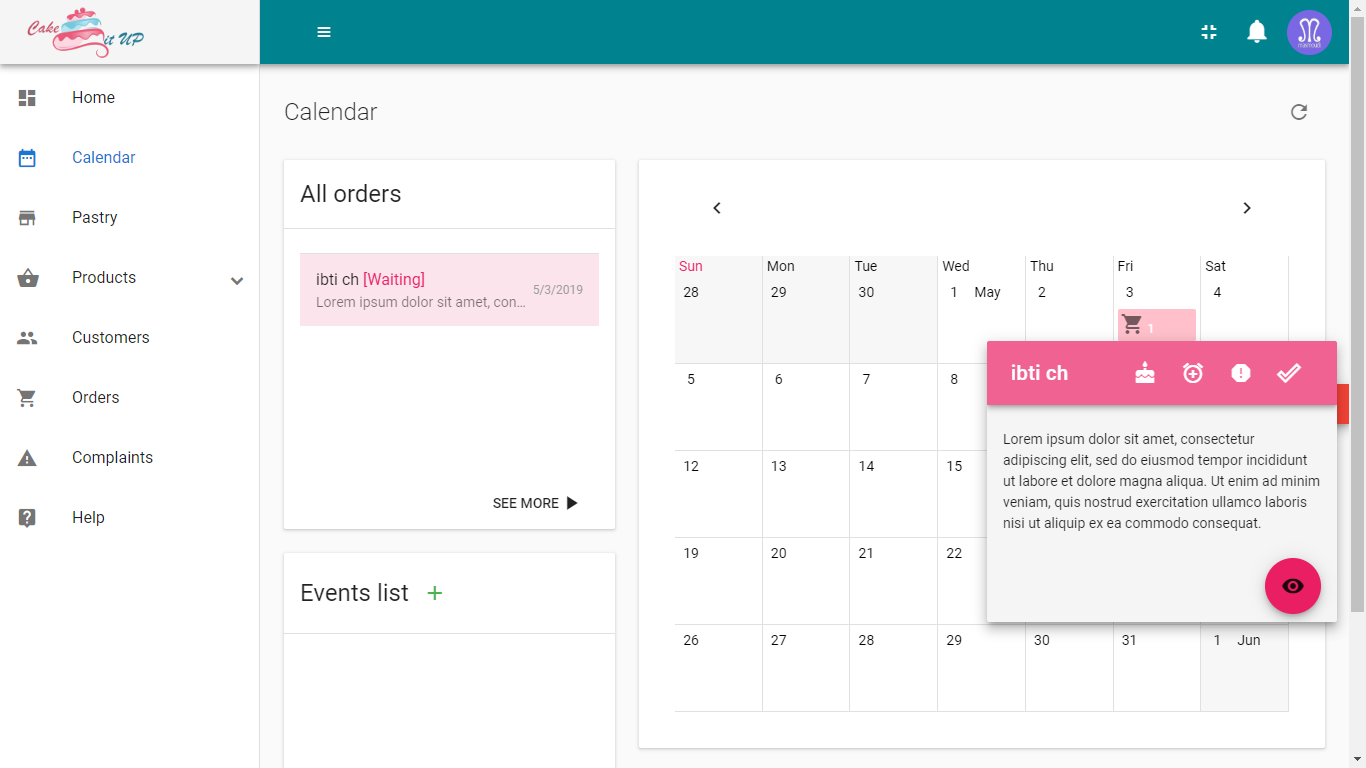 Cake
it UP
Home
Calendar
Pastry
Products
Customers
Orders
Complaints
Help
Calendar
All orders
ibti ch [Waiting]
5/3/2019
Lorem ipsum dolor sit amet, con...
SEE MORE
Events list +
Sun Mon Tue Wed Thu Fri Sat
28 29 30 1 May 2 3 4
1
5 6 7 8
12 13 14 15
19 20 21 22
26 27 28 29 30 31 1 Jun
ibti ch
Lorem ipsum dolor sit amet, consectetur
adipiscing elit, sed do eiusmod tempor incididunt
ut labore et dolore magna aliqua. Ut enim ad minim
veniam, quis nostrud exercitation ullamco laboris
nisi ut aliquip ex ea commodo consequat.